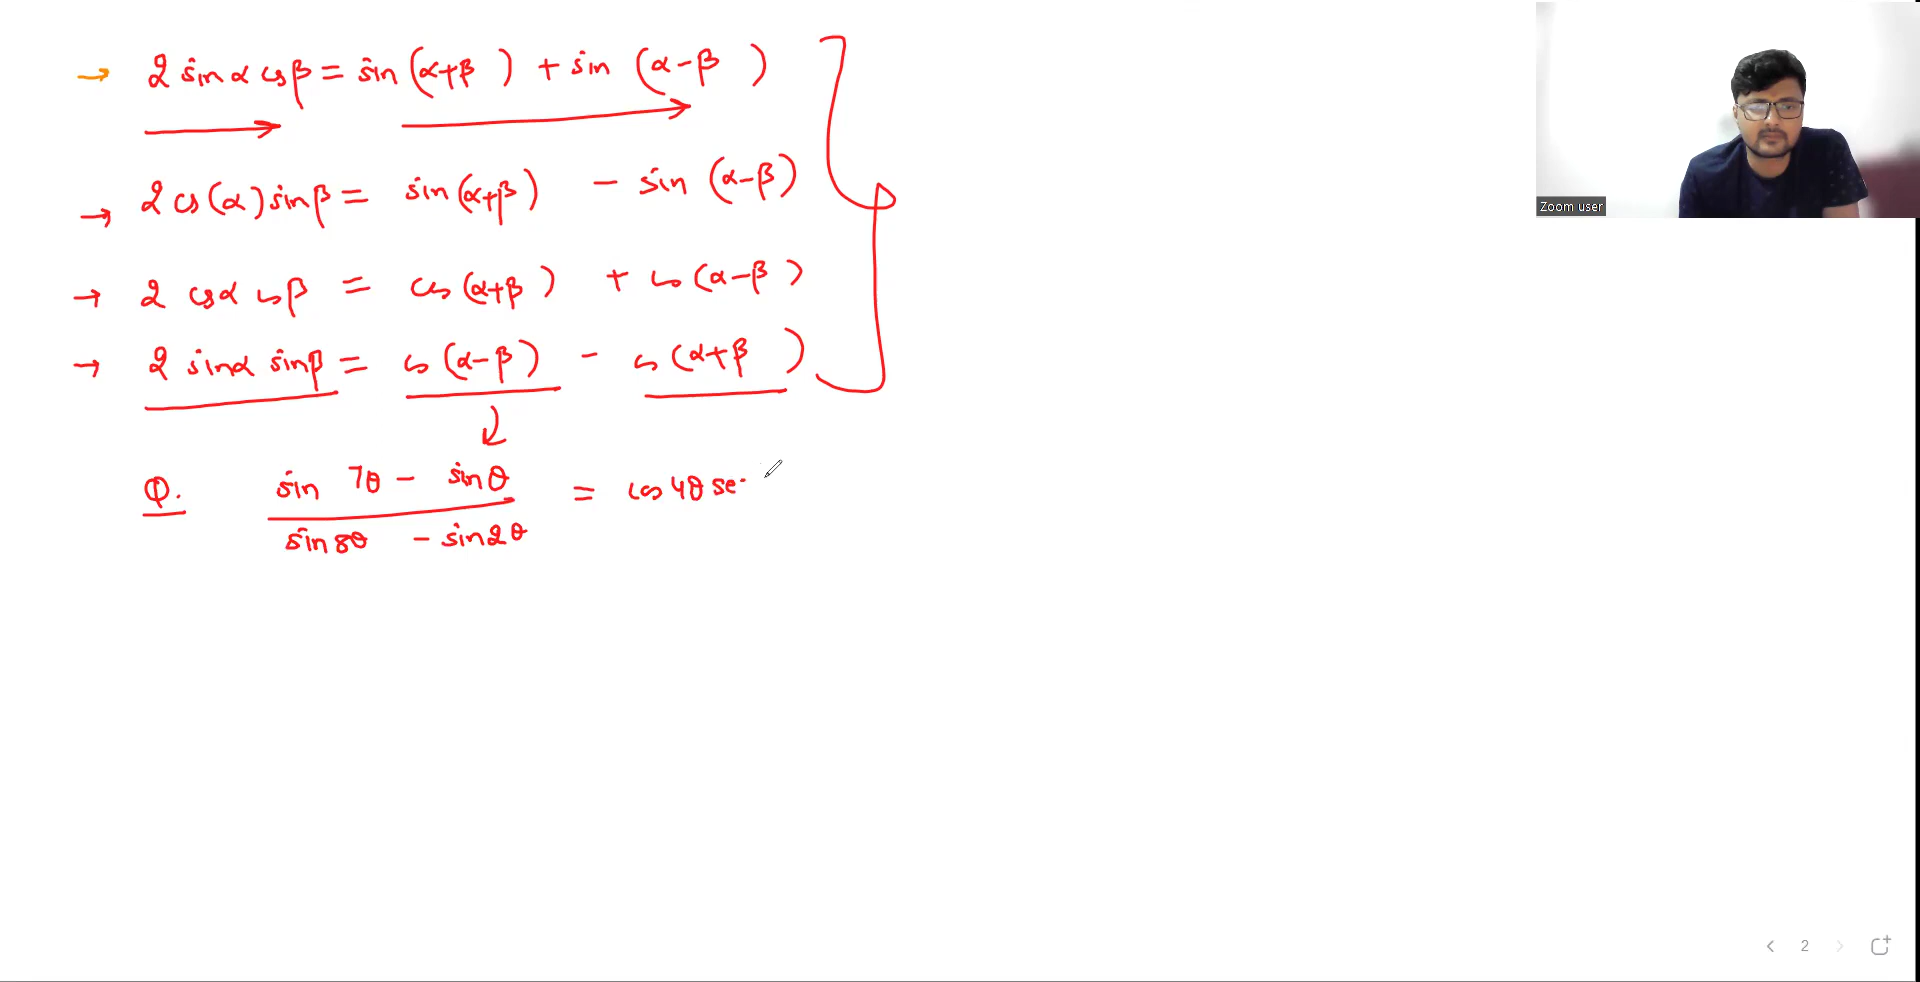 → 2 sin α cos β = sin (α+β) + sin (α-β)
→ 2 cos(α) sin β = sin (α+β) - sin (α-β)
→ 2 cos α cos β = cos (α+β) + cos (α-β)
→ 2 sin α sin β = cos (α-β) - cos (α+β)
Q. sin 7θ - sin θ / sin 8θ - sin 2θ = cos 4θ se
Zoom user
2